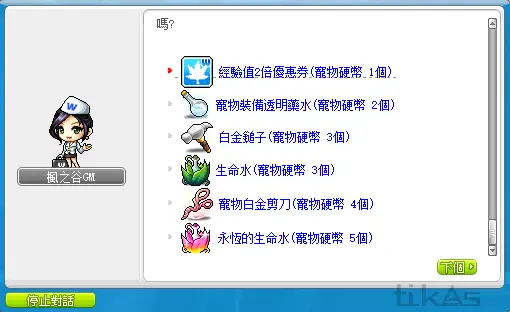 嗎?
經驗值2倍優惠券(寵物硬幣 1個)
寵物裝備透明藥水(寵物硬幣 2個)
白金鎚子(寵物硬幣 3個)
生命水(寵物硬幣 3個)
寵物白金剪刀(寵物硬幣 4個)
永恆的生命水(寵物硬幣 5個)
W
楓之谷GM
下個
停止對話
tikAs